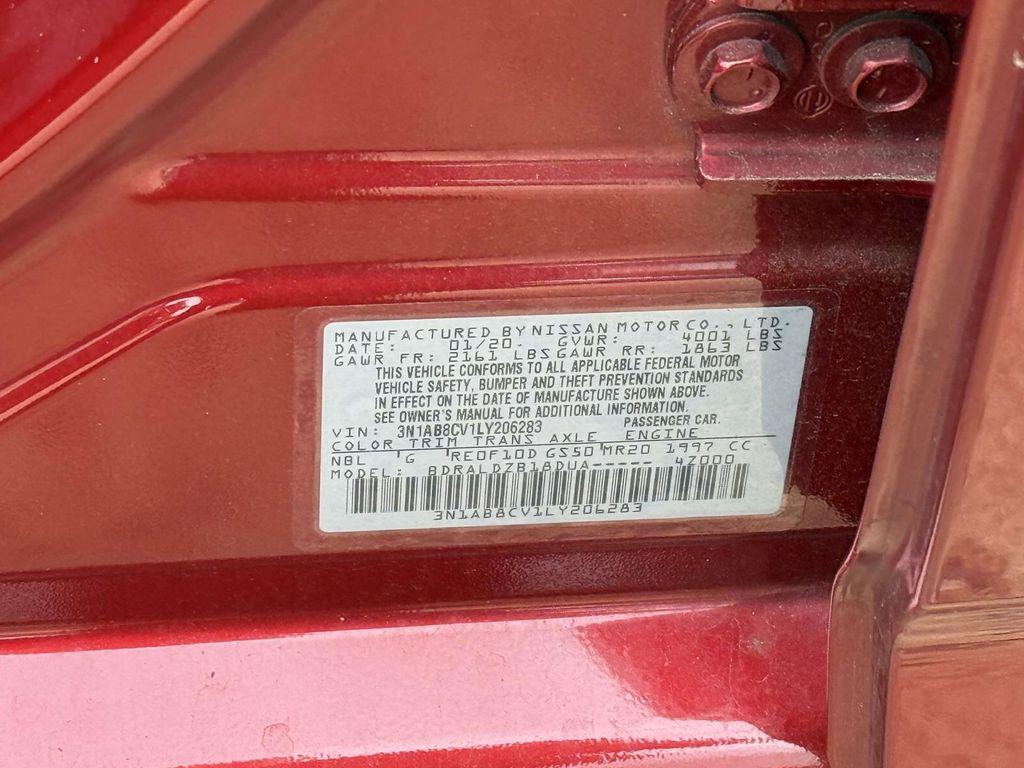 MANUFACTURED BY NISSAN MOTOR CO., LTD.
DATE: 01/20. GVWR: 4001 LBS
GAWR FR: 2161 LBS GAWR RR: 1863 LBS
THIS VEHICLE CONFORMS TO ALL APPLICABLE FEDERAL MOTOR
VEHICLE SAFETY, BUMPER AND THEFT PREVENTION STANDARDS
IN EFFECT ON THE DATE OF MANUFACTURE SHOWN ABOVE.
SEE OWNER'S MANUAL FOR ADDITIONAL INFORMATION.
VIN: 3N1AB8CV1LY206283 PASSENGER CAR.
COLOR TRIM TRANS AXLE ENGINE
NBL 'G 'RE0F10D GS50'MR20 1997 CC
MODEL: BDRALDZB18DUA----- 4Z000
3N1AB8CV1LY206283